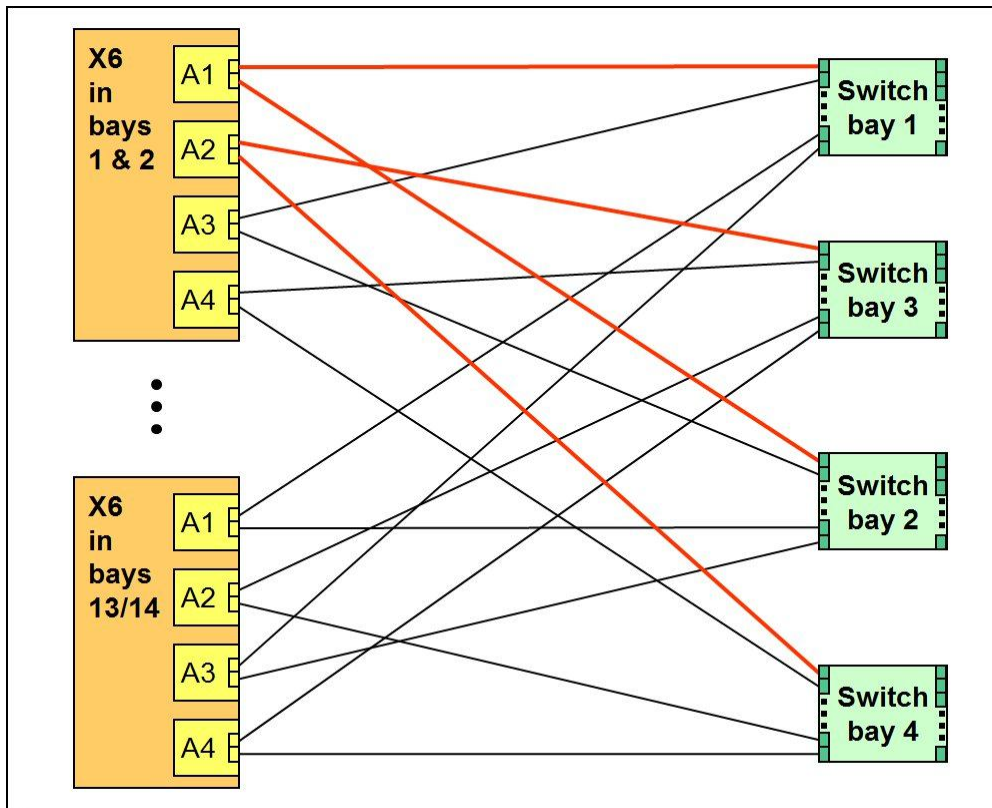 X6
in
bays
1 & 2
A1
A2
A3
A4
X6
in
bays
13/14
A1
A2
A3
A4
Switch
bay 1
Switch
bay 3
Switch
bay 2
Switch
bay 4